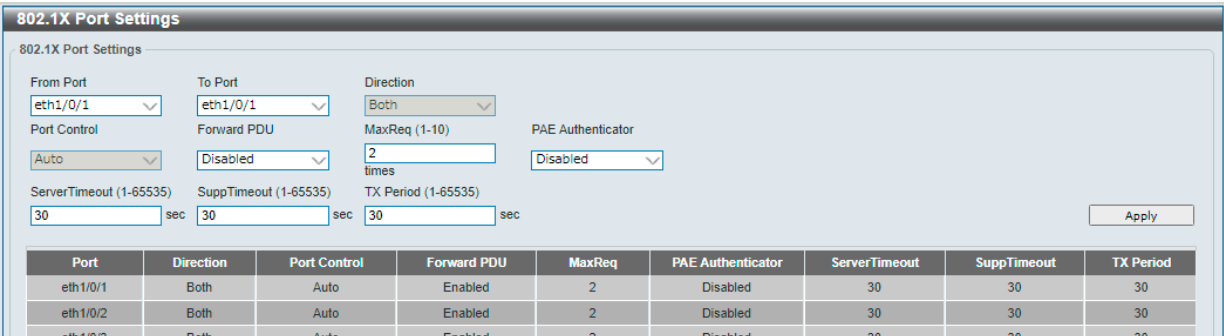 802.1X Port Settings
802.1X Port Settings
From Port To Port Direction
eth1/0/1 eth1/0/1 Both
Port Control Forward PDU MaxReq (1-10) PAE Authenticator
Auto Disabled 2 Disabled
times
ServerTimeout (1-65535) SuppTimeout (1-65535) TX Period (1-65535)
30 sec 30 sec 30 sec Apply
Port Direction Port Control Forward PDU MaxReq PAE Authenticator ServerTimeout SuppTimeout TX Period
eth1/0/1 Both Auto Enabled 2 Disabled 30 30 30
eth1/0/2 Both Auto Enabled 2 Disabled 30 30 30